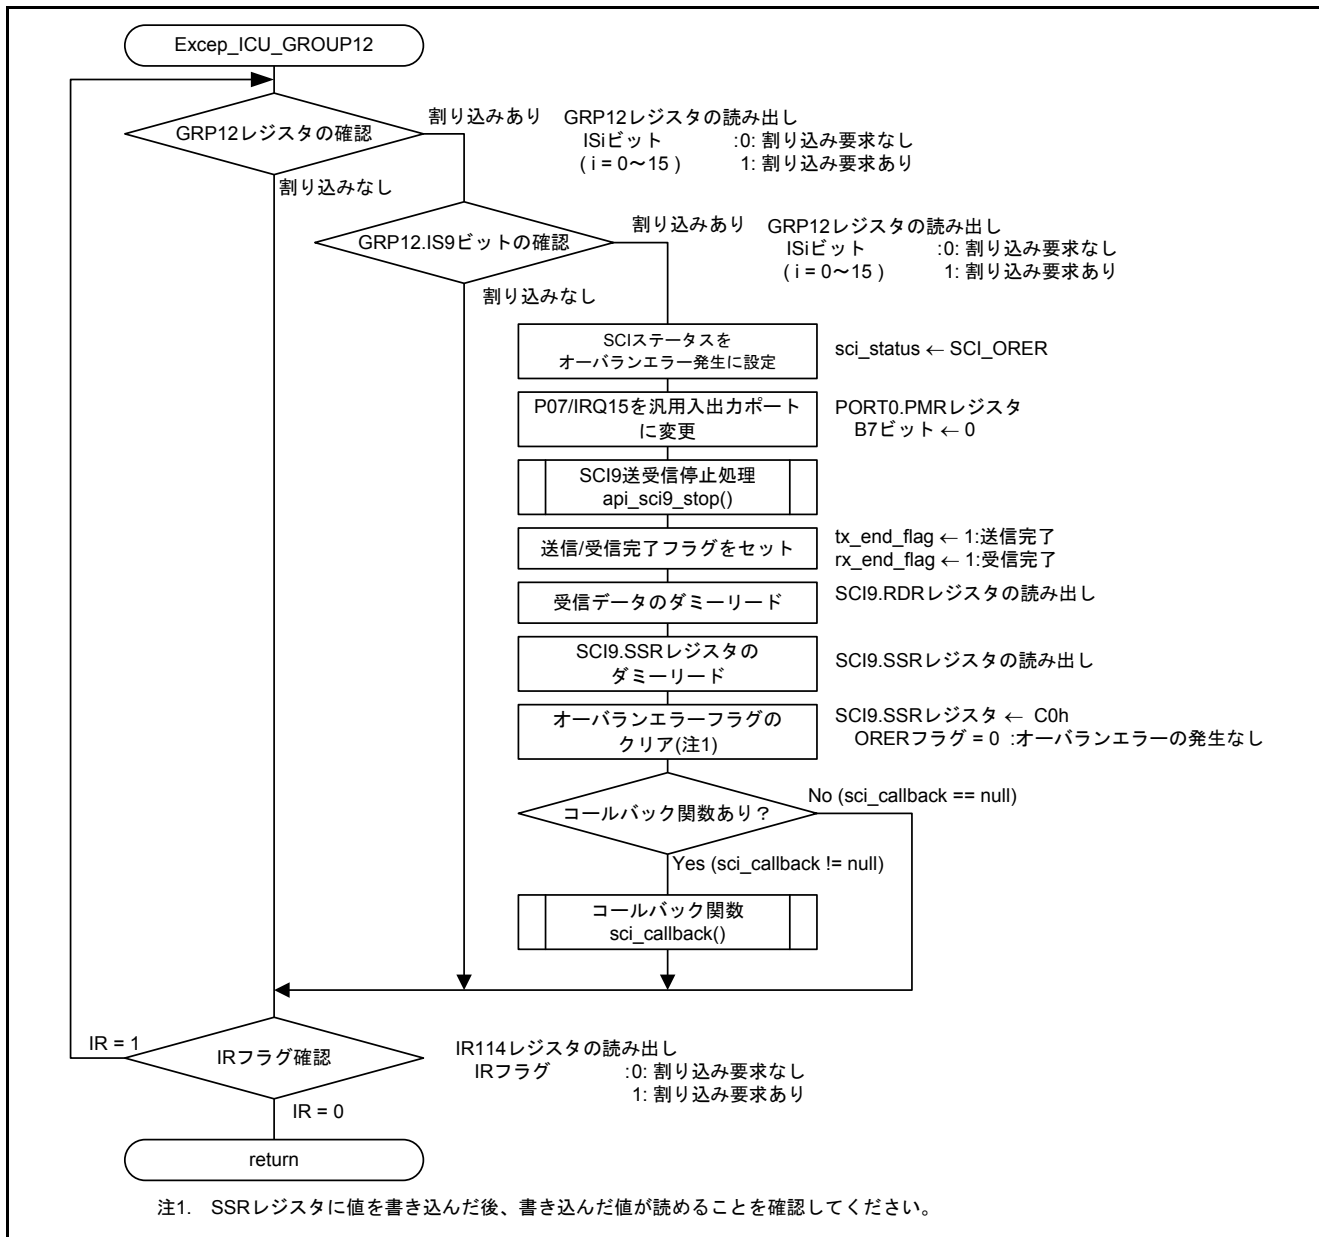 Excep_ICU_GROUP12
GRP12レジスタの確認
割り込みあり
GRP12レジスタの読み出し
ISiビット :0: 割り込み要求なし
( i = 0〜15 ) 1: 割り込み要求あり
割り込みなし
GRP12.IS9ビットの確認
割り込みあり
GRP12レジスタの読み出し
ISiビット :0: 割り込み要求なし
( i = 0〜15 ) 1: 割り込み要求あり
割り込みなし
SCIステータスを
オーバランエラー発生に設定
sci_status ← SCI_ORER
P07/IRQ15を汎用入出力ポート
に変更
PORT0.PMRレジスタ
B7ビット ← 0
SCI9送受信停止処理
api_sci9_stop()
送信/受信完了フラグをセット
tx_end_flag ← 1:送信完了
rx_end_flag ← 1:受信完了
受信データのダミーリード
SCI9.RDRレジスタの読み出し
SCI9.SSRレジスタの
ダミーリード
SCI9.SSRレジスタの読み出し
オーバランエラーフラグの
クリア(注1)
SCI9.SSRレジスタ ← C0h
ORERフラグ = 0 :オーバランエラーの発生なし
コールバック関数あり？
No (sci_callback == null)
Yes (sci_callback != null)
コールバック関数
sci_callback()
IR = 1
IRフラグ確認
IR114レジスタの読み出し
IRフラグ :0: 割り込み要求なし
1: 割り込み要求あり
IR = 0
return
注1. SSRレジスタに値を書き込んだ後、書き込んだ値が読めることを確認してください。